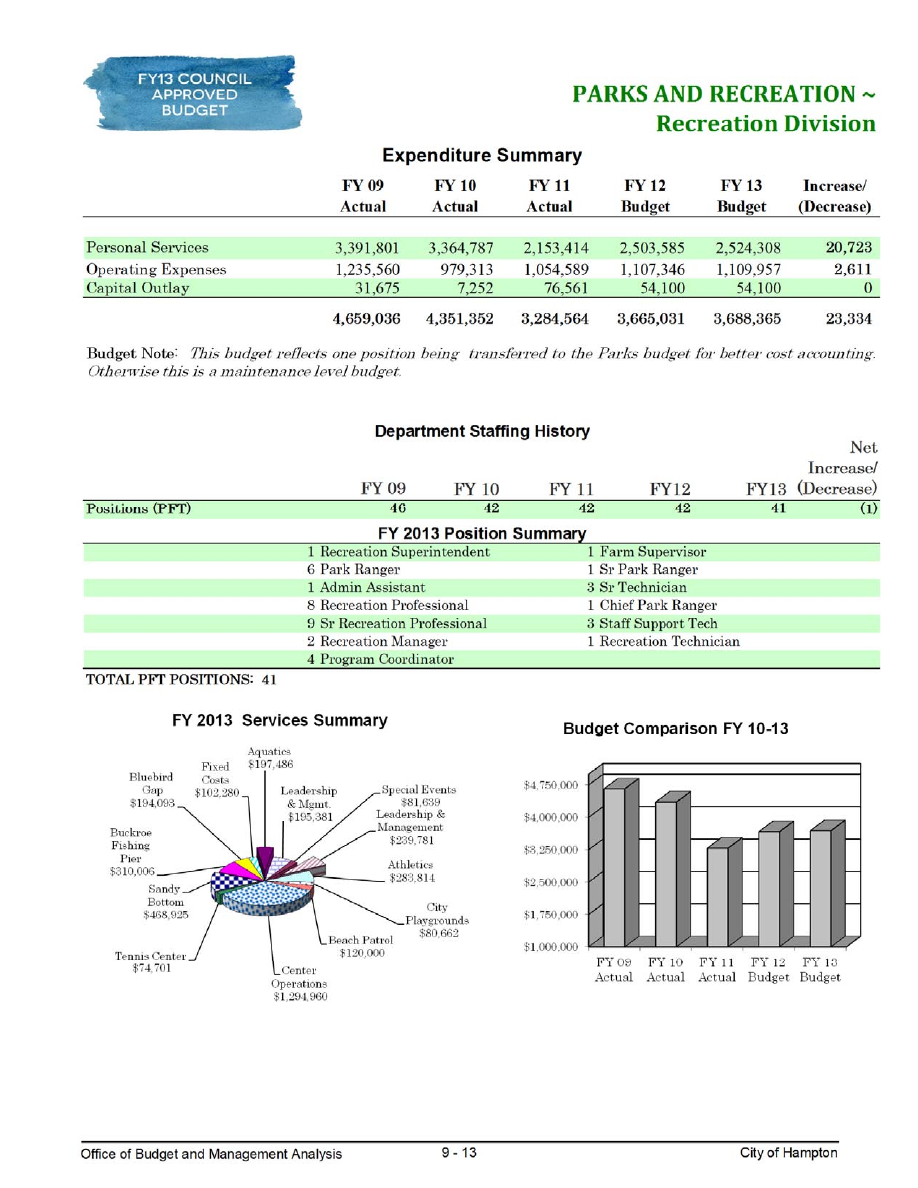 FY13 COUNCIL
APPROVED
BUDGET
PARKS AND RECREATION ~
Recreation Division
Expenditure Summary
FY 09 FY 10 FY 11 FY 12 FY 13 Increase/
Actual Actual Actual Budget Budget (Decrease)
Personal Services 3,391,801 3,364,787 2,153,414 2,503,585 2,524,308 20,723
Operating Expenses 1,235,560 979,313 1,054,589 1,107,346 1,109,957 2,611
Capital Outlay 31,675 7,252 76,561 54,100 54,100 0
4,659,036 4,351,352 3,284,564 3,665,031 3,688,365 23,334
Budget Note: This budget reflects one position being transferred to the Parks budget for better cost accounting.
Otherwise this is a maintenance level budget.
Department Staffing History
Net
Increase/
FY 09 FY 10 FY 11 FY12 FY13 (Decrease)
Positions (PFT) 46 42 42 42 41 (1)
FY 2013 Position Summary
1 Recreation Superintendent 1 Farm Supervisor
6 Park Ranger 1 Sr Park Ranger
1 Admin Assistant 3 Sr Technician
8 Recreation Professional 1 Chief Park Ranger
9 Sr Recreation Professional 3 Staff Support Tech
2 Recreation Manager 1 Recreation Technician
4 Program Coordinator
TOTAL PFT POSITIONS: 41
FY 2013 Services Summary
Aquatics
$197,486
Fixed
Costs
$102,280
Bluebird
Gap
$194,093
Leadership
& Mgmt.
$195,381
Special Events
$81,639
Leadership &
Management
$239,781
Buckroe
Fishing
Pier
$310,006
Athletics
$283,814
Sandy
Bottom
$468,925
City
Playgrounds
$80,662
Beach Patrol
$120,000
Tennis Center
$74,701
Center
Operations
$1,294,960
Budget Comparison FY 10-13
$4,750,000
$4,000,000
$3,250,000
$2,500,000
$1,750,000
$1,000,000
FY 09 FY 10 FY 11 FY 12 FY 13
Actual Actual Actual Budget Budget
Office of Budget and Management Analysis 9 - 13 City of Hampton